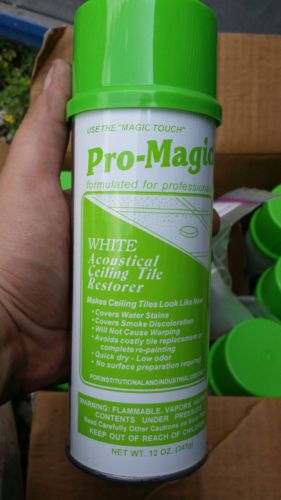 USE THE "MAGIC TOUCH"
Pro-Magic
formulated for professional
WHITE
Acoustical
Ceiling Tile
Restorer
Makes Ceiling Tiles Look Like New
• Covers Water Stains
• Covers Smoke Discoloration
• Will Not Cause Warping
• Avoids costly tile replacement or
complete re-painting
• Quick dry - Low odor
• No surface preparation required
FOR INSTITUTIONAL AND INDUSTRIAL
WARNING: FLAMMABLE. VAPORS
CONTENTS UNDER PRESSURE.
Read Carefully Other Cautions on
KEEP OUT OF REACH OF
NET WT. 12 OZ. (341g)